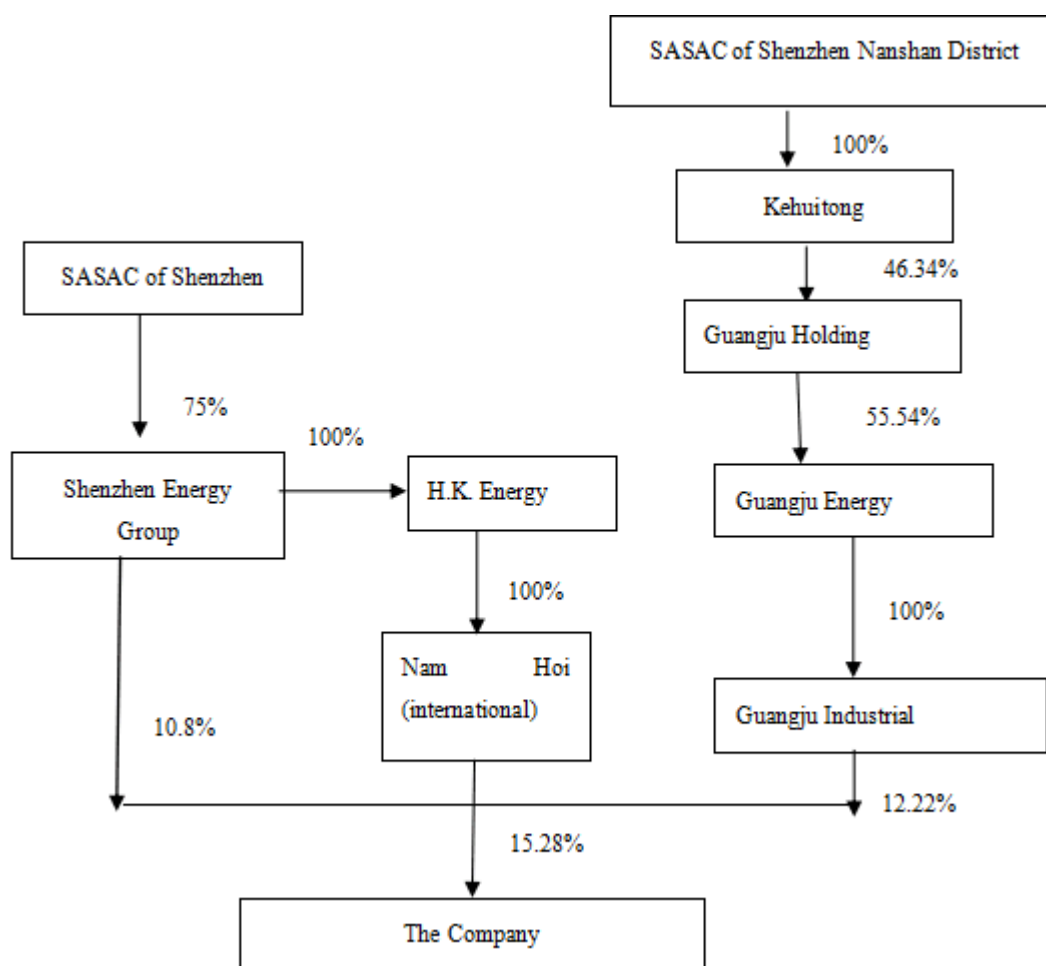 SASAC of Shenzhen Nanshan District
100%
Kehuitong
46.34%
SASAC of Shenzhen
Guangju Holding
75%
55.54%
100%
Shenzhen Energy
Group
H.K. Energy
Guangju Energy
100%
100%
Nam Hoi
(international)
Guangju Industrial
10.8%
12.22%
15.28%
The Company